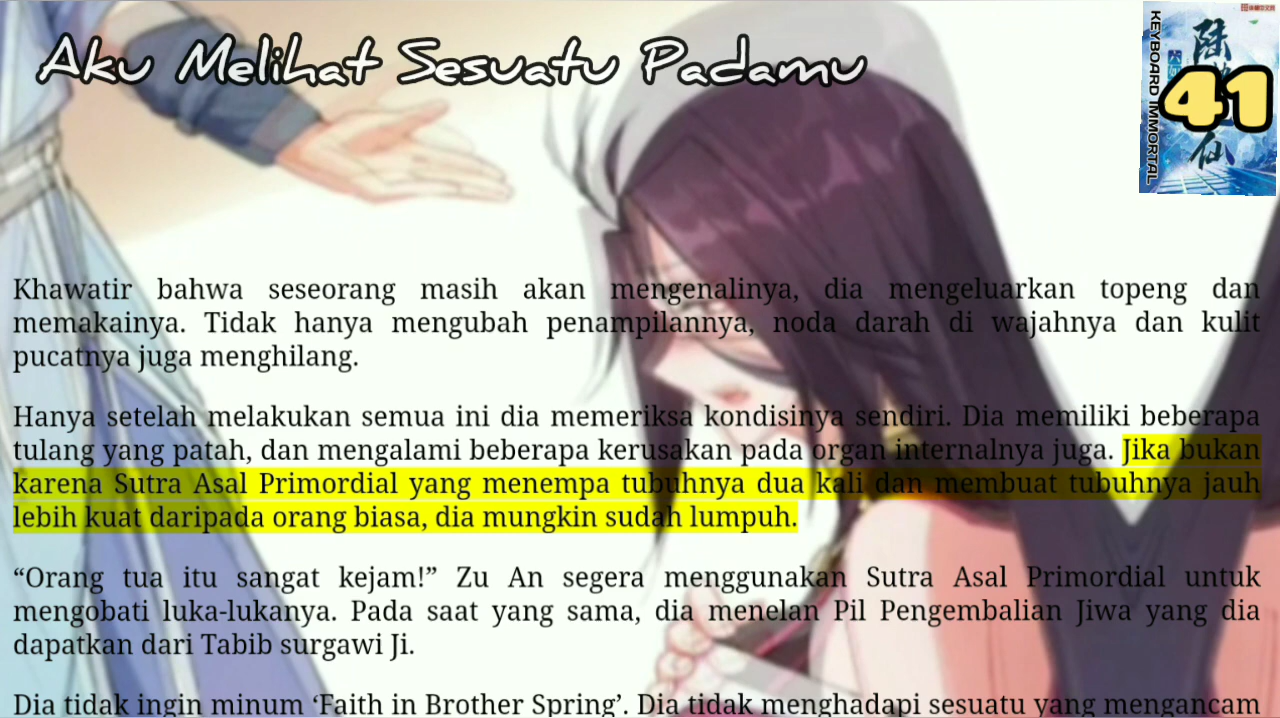 Aku Melihat Sesuatu Padamu
KEYBOARD IMMORTAL
41
Khawatir bahwa seseorang masih akan mengenalinya, dia mengeluarkan topeng dan
memakainya. Tidak hanya mengubah penampilannya, noda darah di wajahnya dan kulit
pucatnya juga menghilang.
Hanya setelah melakukan semua ini dia memeriksa kondisinya sendiri. Dia memiliki beberapa
tulang yang patah, dan mengalami beberapa kerusakan pada organ internalnya juga. Jika bukan
karena Sutra Asal Primordial yang menempa tubuhnya dua kali dan membuat tubuhnya jauh
lebih kuat daripada orang biasa, dia mungkin sudah lumpuh.
“Orang tua itu sangat kejam!” Zu An segera menggunakan Sutra Asal Primordial untuk
mengobati luka-lukanya. Pada saat yang sama, dia menelan Pil Pengembalian Jiwa yang dia
dapatkan dari Tabib surgawi Ji.
Dia tidak ingin minum ‘Faith in Brother Spring’. Dia tidak menghadapi sesuatu yang mengancam